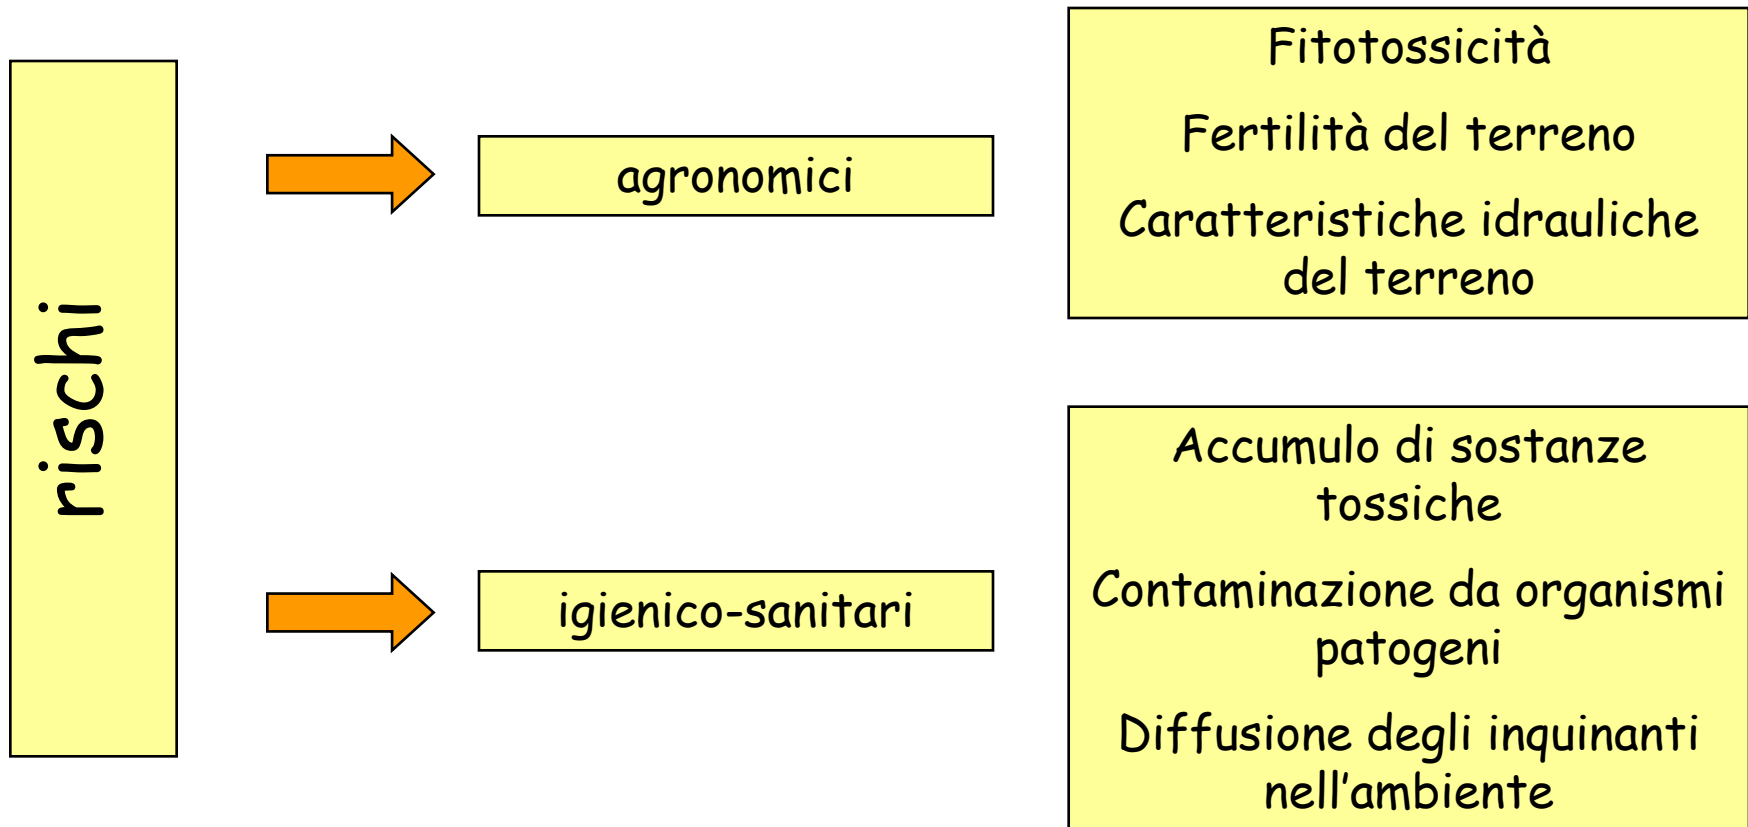 rischi
agronomici
Fitotossicità
Fertilità del terreno
Caratteristiche idrauliche
del terreno
igienico-sanitari
Accumulo di sostanze
tossiche
Contaminazione da organismi
patogeni
Diffusione degli inquinanti
nell'ambiente